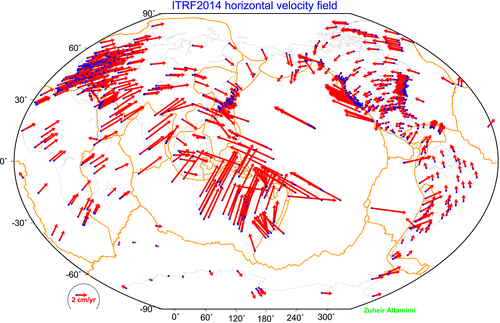 ITRF2014 horizontal velocity field
90˚
60˚
30˚
0˚
-30˚
-60˚
-90
0˚ 60˚ 120˚ 180˚ 240˚ 300˚
2 cm/yr
Zuheir Altamimi